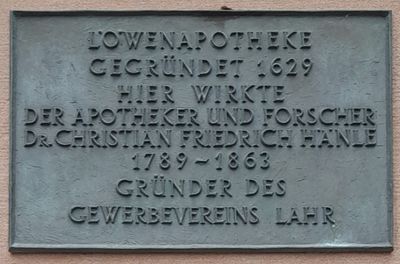 LÖWENAPOTHEKE
GEGRÜNDET 1629
HIER WIRKTE
DER APOTHEKER UND FORSCHER
DR. CHRISTIAN FRIEDRICH HÄNLE
1789–1863
GRÜNDER DES
GEWERBEVEREINS LAHR